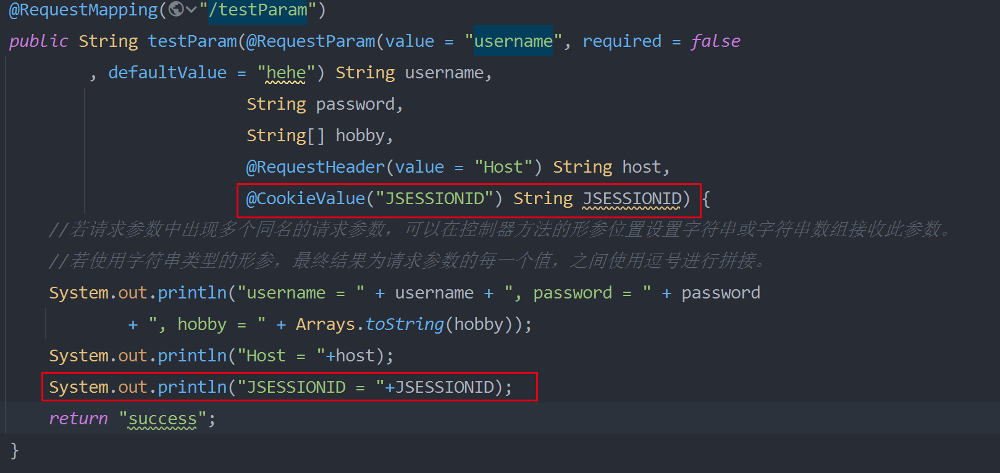 @RequestMapping("/testParam")
public String testParam(@RequestParam(value = "username", required = false
, defaultValue = "hehe") String username,
String password,
String[] hobby,
@RequestHeader(value = "Host") String host,
@CookieValue("JSESSIONID") String JSESSIONID) {
//若请求参数中出现多个同名的请求参数，可以在控制器方法的形参位置设置字符串或字符串数组接收此参数。
//若使用字符串类型的形参，最终结果为请求参数的每一个值，之间使用逗号进行拼接。
System.out.println("username = " + username + ", password = " + password
+ ", hobby = " + Arrays.toString(hobby));
System.out.println("Host = "+host);
System.out.println("JSESSIONID = "+JSESSIONID);
return "success";
}